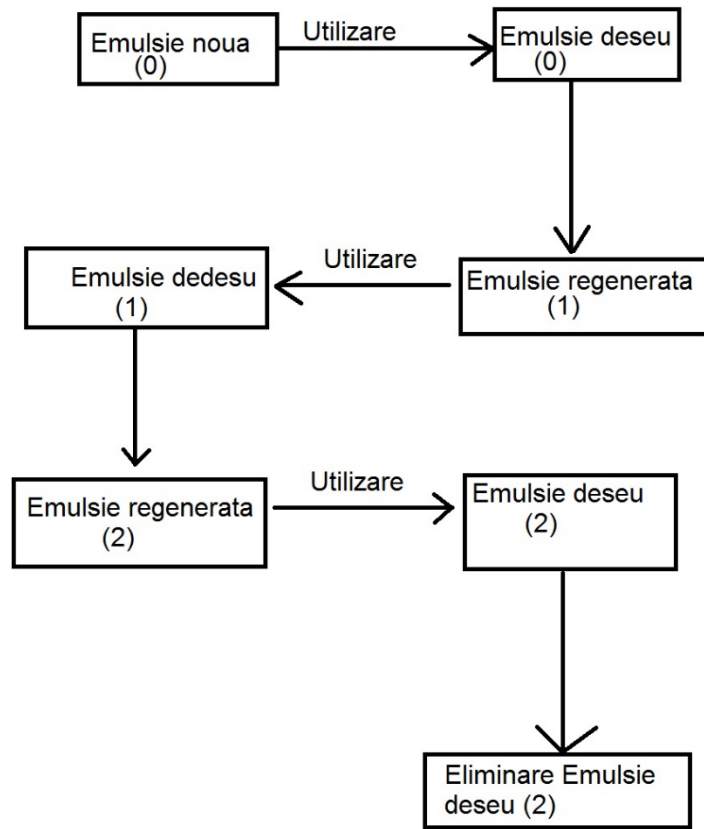 Emulsie noua
(0)
Utilizare
Emulsie deseu
(0)
Emulsie regenerata
(1)
Utilizare
Emulsie dedesu
(1)
Emulsie regenerata
(2)
Utilizare
Emulsie deseu
(2)
Eliminare Emulsie
deseu (2)